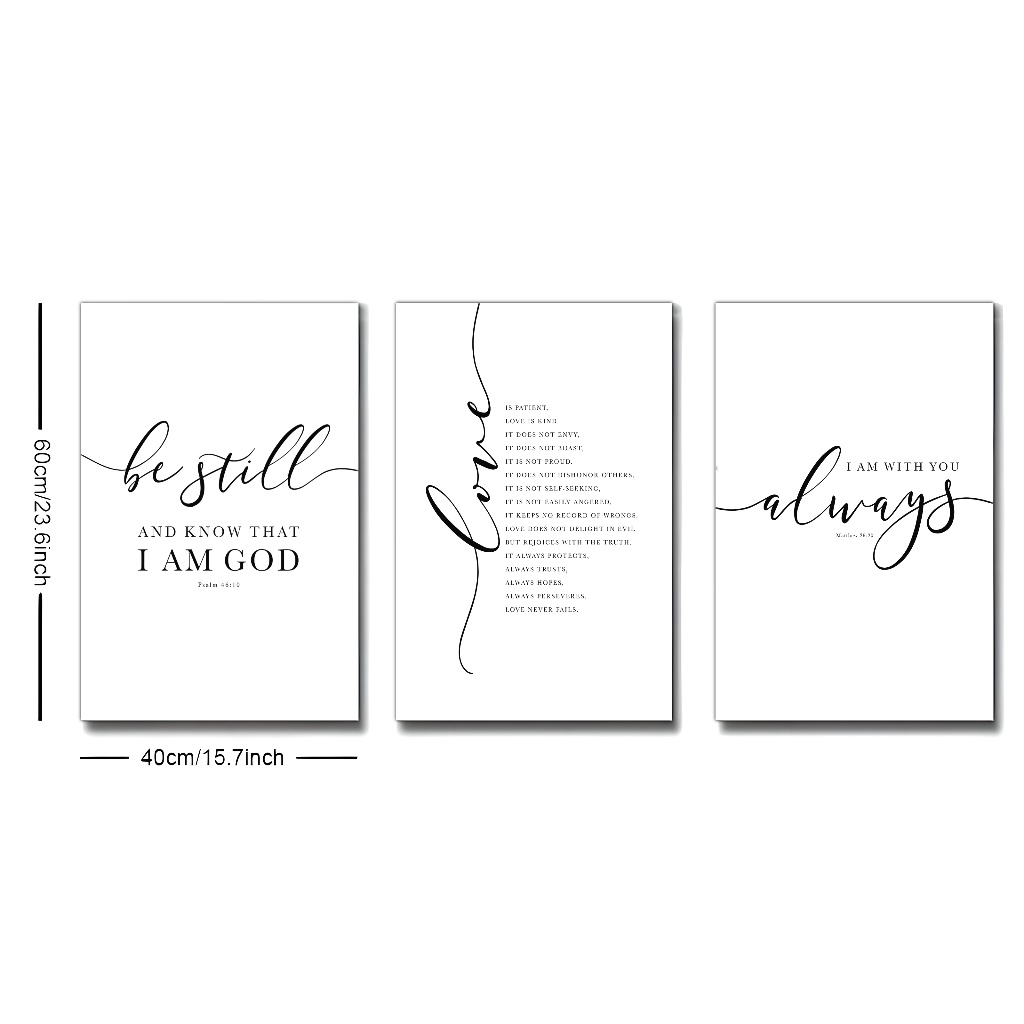 60cm/23.6inch
be still
AND KNOW THAT
I AM GOD
Psalm 46:10
40cm/15.7inch
love
IS PATIENT,
LOVE IS KIND
IT DOES NOT ENVY,
IT DOES NOT BOAST,
IT IS NOT PROUD.
IT DOES NOT DISHONOR OTHERS,
IT IS NOT SELF-SEEKING,
IT IS NOT EASILY ANGERED,
IT KEEPS NO RECORD OF WRONGS.
LOVE DOES NOT DELIGHT IN EVIL
BUT REJOICES WITH THE TRUTH.
IT ALWAYS PROTECTS,
ALWAYS TRUSTS,
ALWAYS HOPES,
ALWAYS PERSEVERES.
LOVE NEVER FAILS.
I AM WITH YOU
always